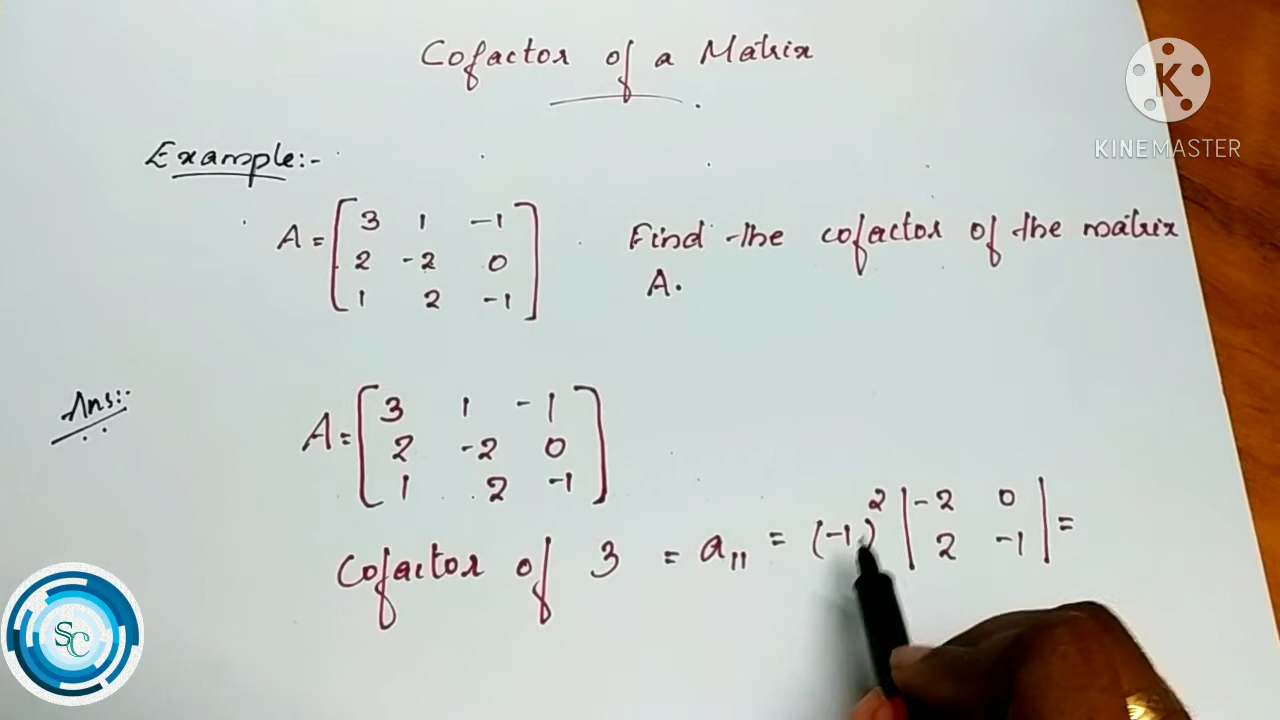 Cofactor of a Matrix
K
KINEMASTER
Example:-
A = [3 1 -1
2 -2 0
1 2 -1]
Find the cofactor of the matrix
A.
Ans:-
A = [3 1 -1
2 -2 0
1 2 -1]
Cofactor of 3 = a₁₁ = (-1)² |-2 0
2 -1| =
SC